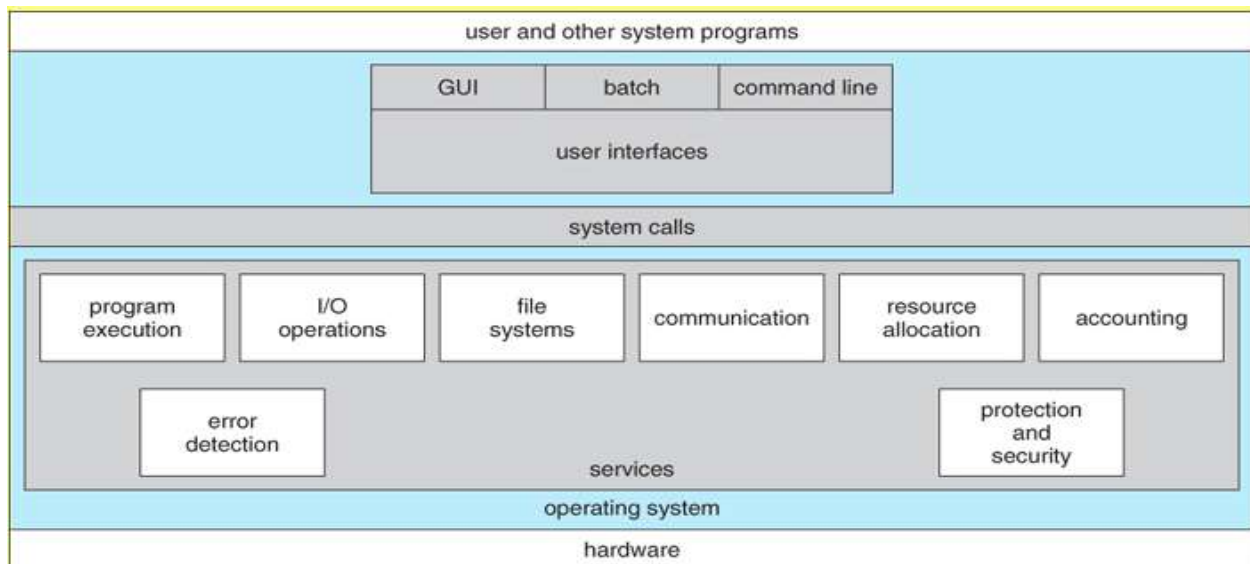 user and other system programs
GUI
batch
command line
user interfaces
system calls
program
execution
I/O
operations
file
systems
communication
resource
allocation
accounting
error
detection
protection
and
security
services
operating system
hardware